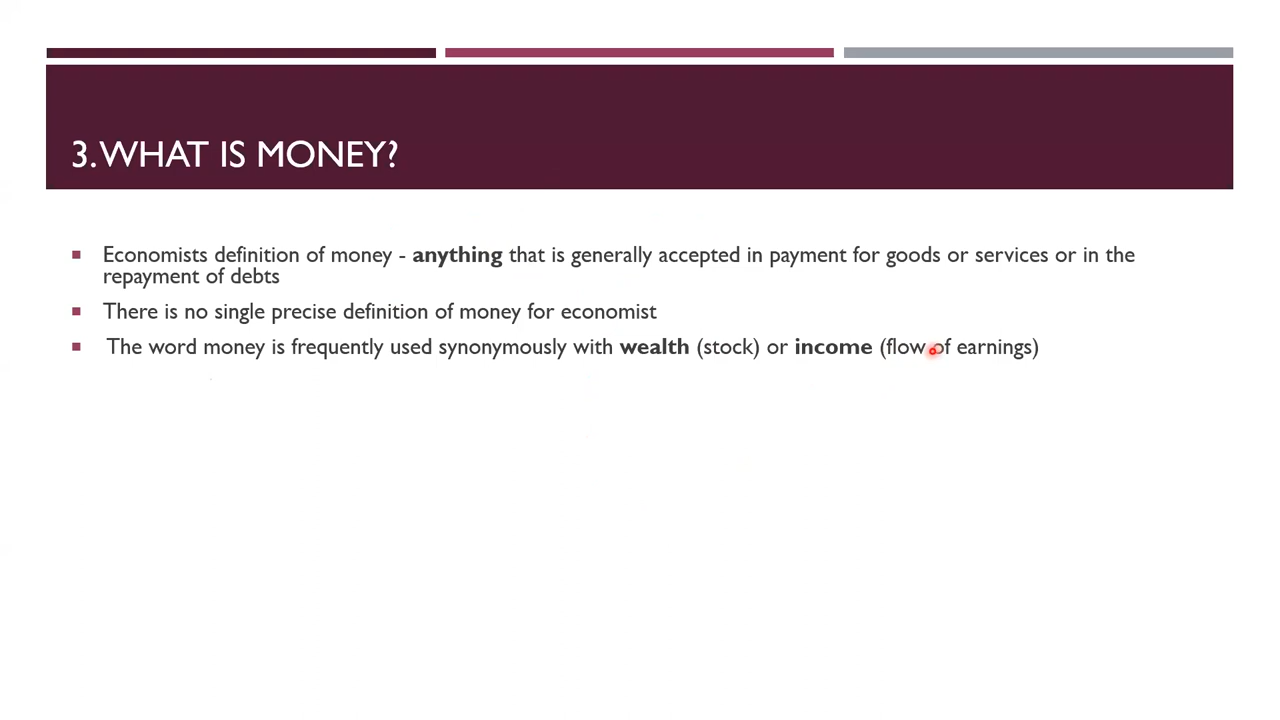 3. WHAT IS MONEY?
Economists definition of money - anything that is generally accepted in payment for goods or services or in the
repayment of debts
There is no single precise definition of money for economist
The word money is frequently used synonymously with wealth (stock) or income (flow of earnings)